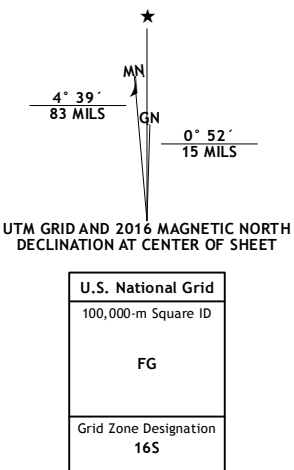 ★
MN
4° 39´
83 MILS
GN
0° 52´
15 MILS
UTM GRID AND 2016 MAGNETIC NORTH
DECLINATION AT CENTER OF SHEET
U.S. National Grid
100,000-m Square ID
FG
Grid Zone Designation
16S